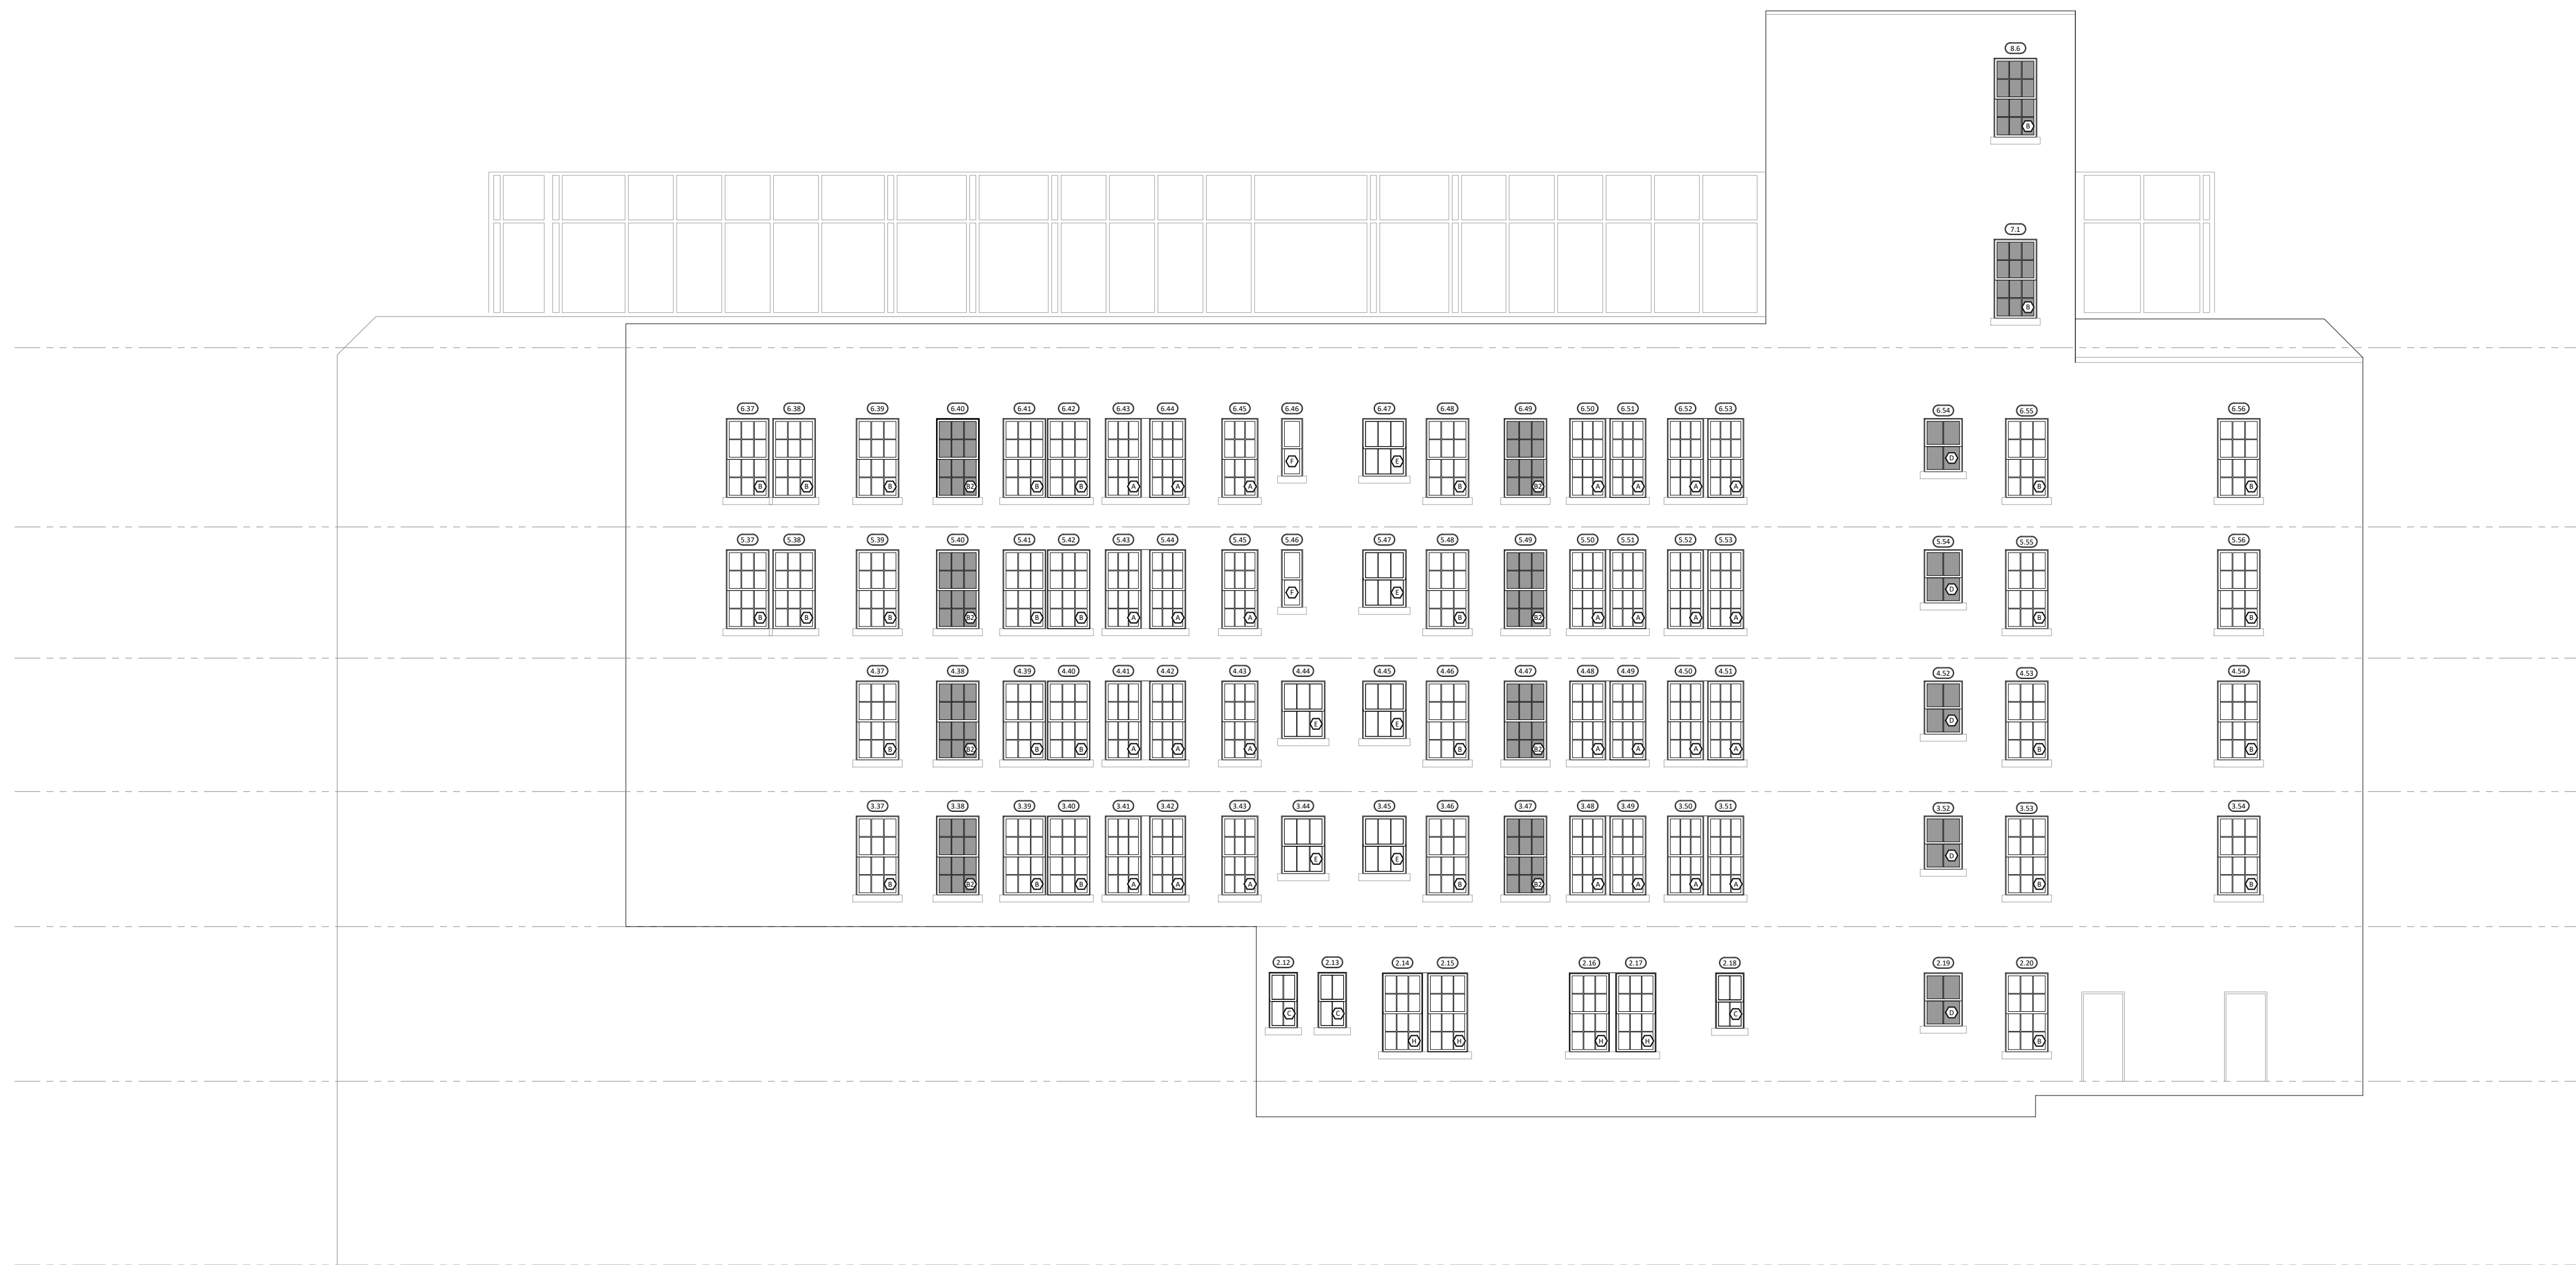 8.6
B
7.1
B
6.37 6.38 6.39 6.40 6.41 6.42 6.43 6.44 6.45 6.46 6.47 6.48 6.49 6.50 6.51 6.52 6.53 6.54 6.55 6.56
F E D
B B B B2 B B A A A B B2 A A A A B B
5.37 5.38 5.39 5.40 5.41 5.42 5.43 5.44 5.45 5.46 5.47 5.48 5.49 5.50 5.51 5.52 5.53 5.54 5.55 5.56
F E D
B B B B2 B B A A A B B2 A A A A B B
4.37 4.38 4.39 4.40 4.41 4.42 4.43 4.44 4.45 4.46 4.47 4.48 4.49 4.50 4.51 4.52 4.53 4.54
E E D
B B2 B B A A A B B2 A A A A B B
3.37 3.38 3.39 3.40 3.41 3.42 3.43 3.44 3.45 3.46 3.47 3.48 3.49 3.50 3.51 3.52 3.53 3.54
E E D
B B2 B B A A A B B2 A A A A B B
2.12 2.13 2.14 2.15 2.16 2.17 2.18 2.19 2.20
C C C D
H H H H B